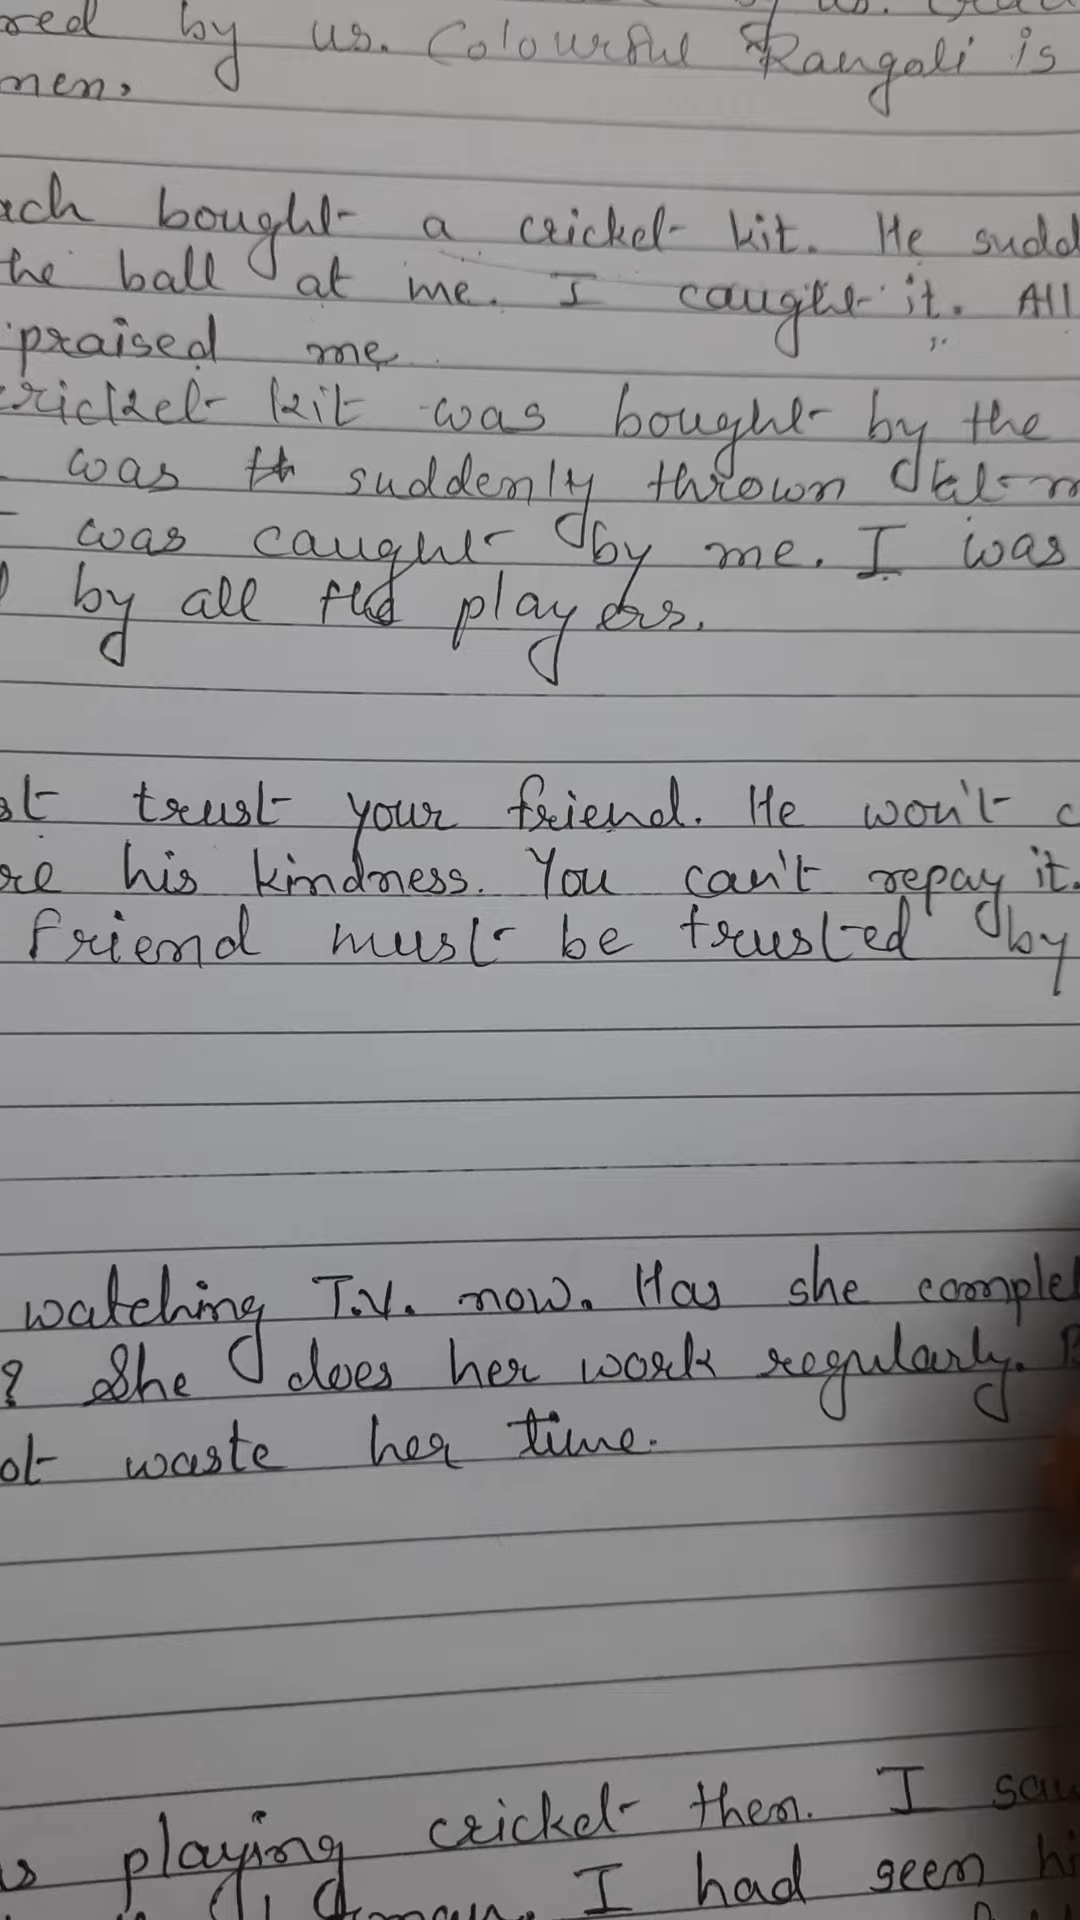 red by us. Colourful Rangoli is
men.
ach bought a cricket kit. He sudd
he ball at me. I caught it. All
praised me
ricket kit was bought by the
was suddenly thrown at m
was caught by me. I was
by all the players.
st trust your friend. He won't c
re his kindness. You can't repay it.
friend must be trusted by
watching T.V. now. Has she complet
? She does her work regularly.
ot waste her time.
s playing cricket then. I saw
I had seen hi